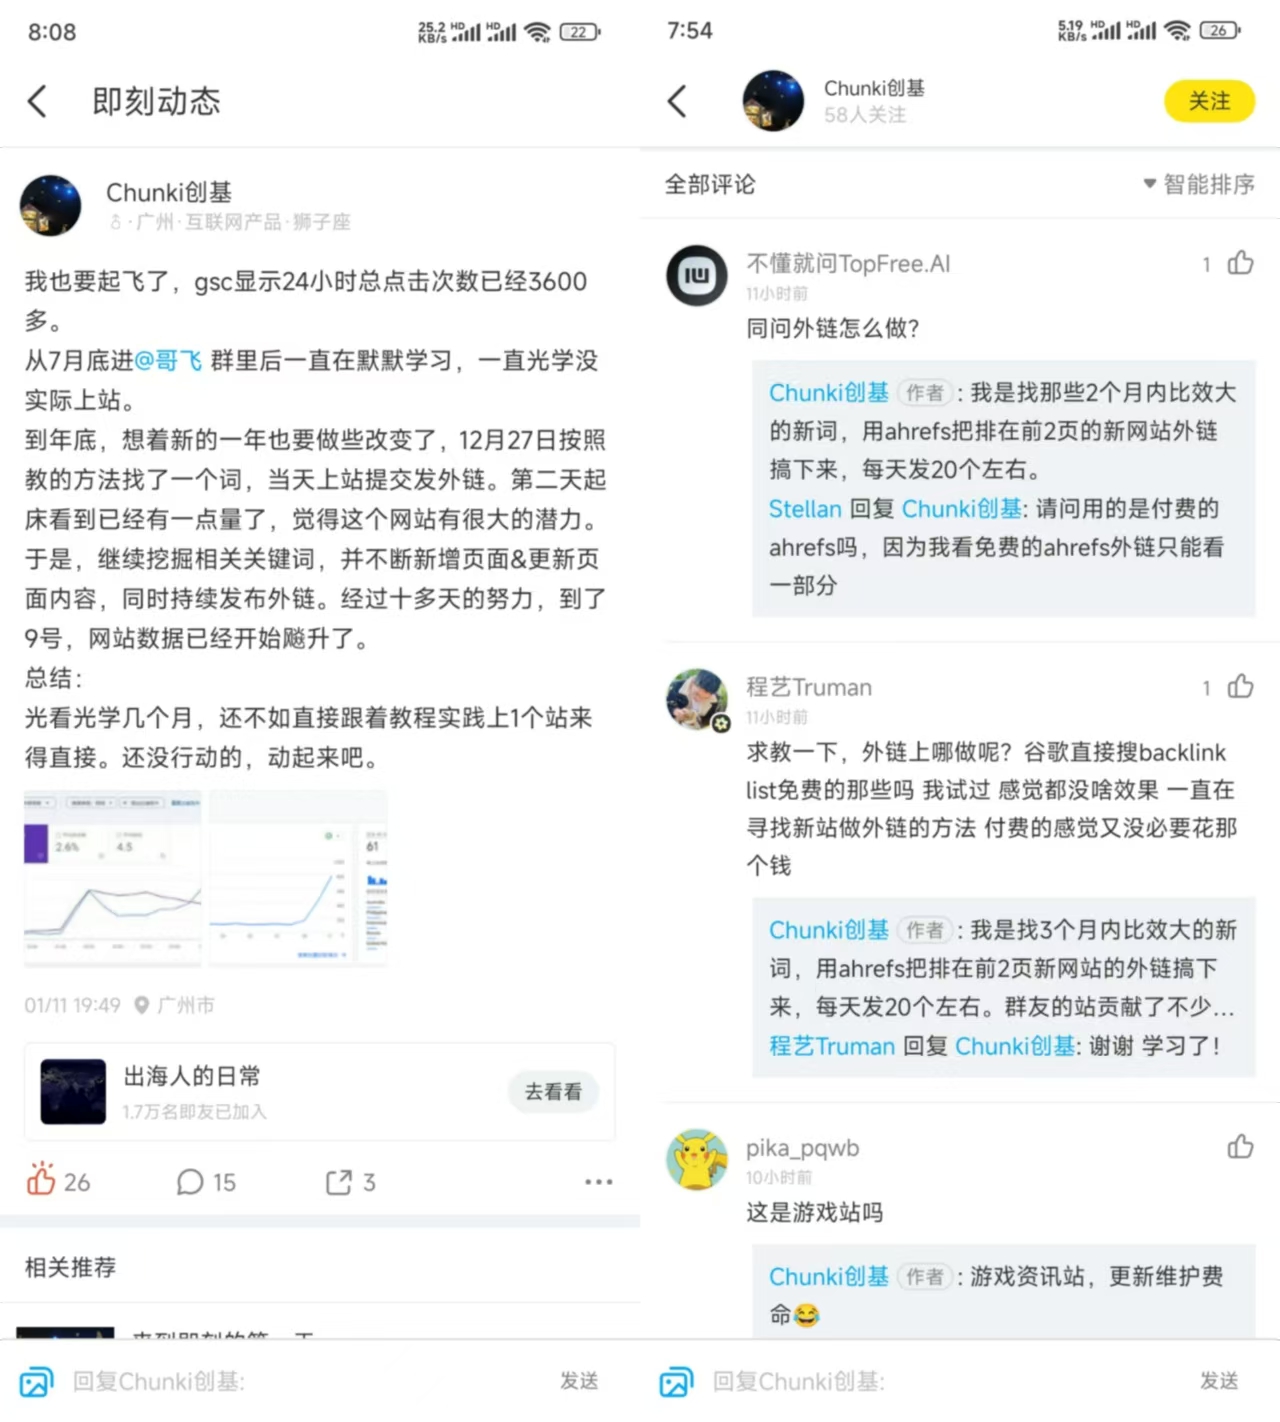 8:08
25.2 KB/s HD HD 22
即刻动态
Chunki创基
·广州·互联网产品·狮子座
我也要起飞了，gsc显示24小时总点击次数已经3600
多。
从7月底进@哥飞 群里后一直在默默学习，一直光学没
实际上站。
到年底，想着新的一年也要做些改变了，12月27日按照
教的方法找了一个词，当天上站提交发外链。第二天起
床看到已经有一点量了，觉得这个网站有很大的潜力。
于是，继续挖掘相关关键词，并不断新增页面&更新页
面内容，同时持续发布外链。经过十多天的努力，到了
9号，网站数据已经开始飚升了。
总结：
光看光学几个月，还不如直接跟着教程实践上1个站来
得直接。还没行动的，动起来吧。
2.6%
4.5
61
01/11 19:49 广州市
出海人的日常
1.7万名即友已加入
去看看
26
15
3
相关推荐
来到即刻的第一天
回复Chunki创基:
发送
7:54
5.19 KB/s HD HD 26
Chunki创基
58人关注
关注
全部评论
智能排序
不懂就问TopFree.AI
1
11小时前
同问外链怎么做？
Chunki创基 作者 : 我是找那些2个月内比效大
的新词，用ahrefs把排在前2页的新网站外链
搞下来，每天发20个左右。
Stellan 回复 Chunki创基: 请问用的是付费的
ahrefs吗，因为我看免费的ahrefs外链只能看
一部分
程艺Truman
1
11小时前
求教一下，外链上哪做呢？谷歌直接搜backlink
list免费的那些吗 我试过 感觉都没啥效果 一直在
寻找新站做外链的方法 付费的感觉又没必要花那
个钱
Chunki创基 作者 : 我是找3个月内比效大的新
词，用ahrefs把排在前2页新网站的外链搞下
来，每天发20个左右。群友的站贡献了不少...
程艺Truman 回复 Chunki创基: 谢谢 学习了！
pika_pqwb
10小时前
这是游戏站吗
Chunki创基 作者 : 游戏资讯站，更新维护费
命😂
回复Chunki创基:
发送